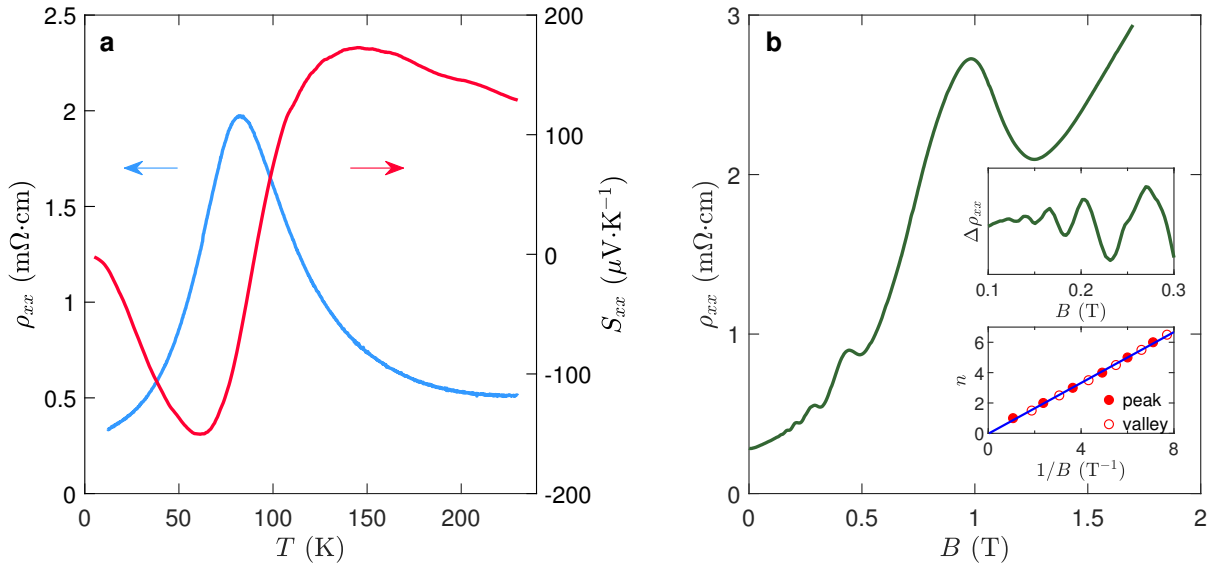 a
2.5
2
1.5
1
0.5
0
ρxx (mΩ·cm)
200
100
0
-100
-200
Sxx (μV·K⁻¹)
0 50 100 150 200
T (K)
b
3
2
1
0
ρxx (mΩ·cm)
0 0.5 1 1.5 2
B (T)
Δρxx
0.1 0.2 0.3
B (T)
6
4
2
0
n
peak
valley
0 4 8
1/B (T⁻¹)